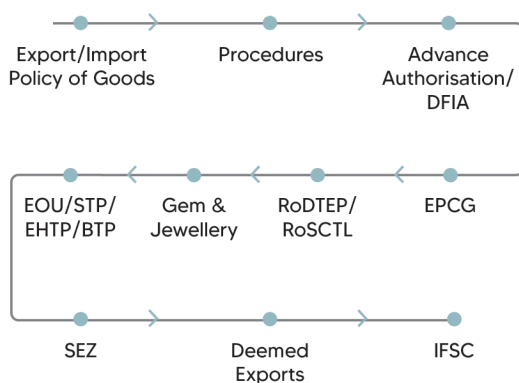 Export/Import
Policy of Goods
Procedures
Advance
Authorisation/
DFIA
EOU/STP/
EHTP/BTP
Gem &
Jewellery
RoDTEP/
RoSCTL
EPCG
SEZ
Deemed
Exports
IFSC